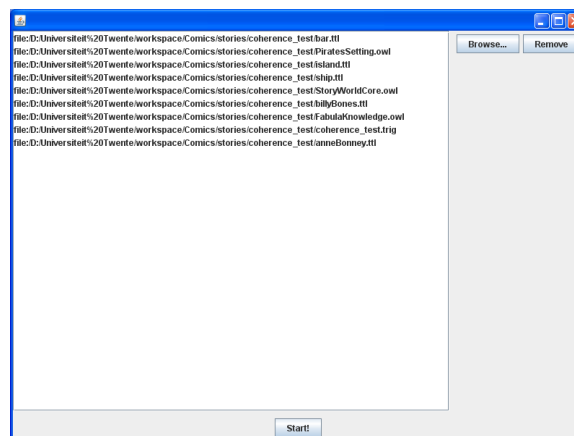 file:/D:/Universiteit%20Twente/workspace/Comics/stories/coherence_test/bar.ttl
file:/D:/Universiteit%20Twente/workspace/Comics/stories/coherence_test/PiratesSetting.owl
file:/D:/Universiteit%20Twente/workspace/Comics/stories/coherence_test/island.ttl
file:/D:/Universiteit%20Twente/workspace/Comics/stories/coherence_test/ship.ttl
file:/D:/Universiteit%20Twente/workspace/Comics/stories/coherence_test/StoryWorldCore.owl
file:/D:/Universiteit%20Twente/workspace/Comics/stories/coherence_test/billyBones.ttl
file:/D:/Universiteit%20Twente/workspace/Comics/stories/coherence_test/FabulaKnowledge.owl
file:/D:/Universiteit%20Twente/workspace/Comics/stories/coherence_test/coherence_test.trig
file:/D:/Universiteit%20Twente/workspace/Comics/stories/coherence_test/anneBonney.ttl
Browse... Remove
Start!